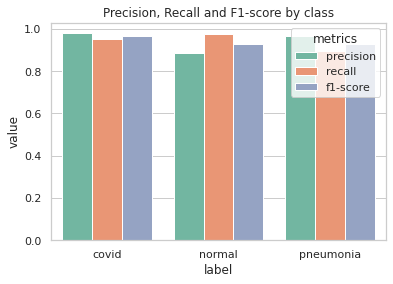 Precision, Recall and F1-score by class
1.0
0.8
0.6
0.4
0.2
0.0
value
metrics
precision
recall
f1-score
covid
normal
pneumonia
label